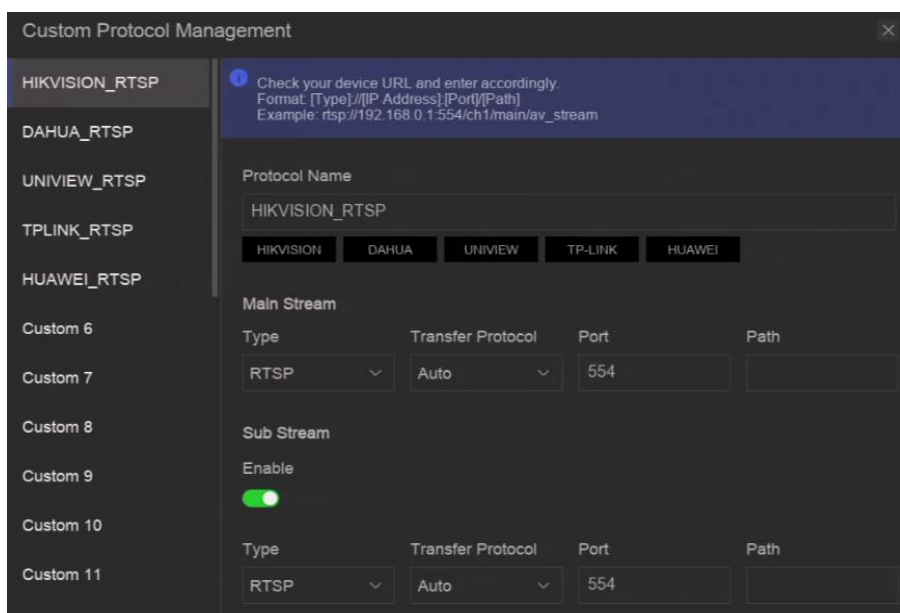 Custom Protocol Management
HIKVISION_RTSP
DAHUA_RTSP
UNIVIEW_RTSP
TPLINK_RTSP
HUAWEI_RTSP
Custom 6
Custom 7
Custom 8
Custom 9
Custom 10
Custom 11
Check your device URL and enter accordingly.
Format: [Type]://[IP Address]:[Port]/[Path]
Example: rtsp://192.168.0.1:554/ch1/main/av_stream
Protocol Name
HIKVISION_RTSP
HIKVISION DAHUA UNIVIEW TP-LINK HUAWEI
Main Stream
Type Transfer Protocol Port Path
RTSP Auto 554
Sub Stream
Enable
Type Transfer Protocol Port Path
RTSP Auto 554